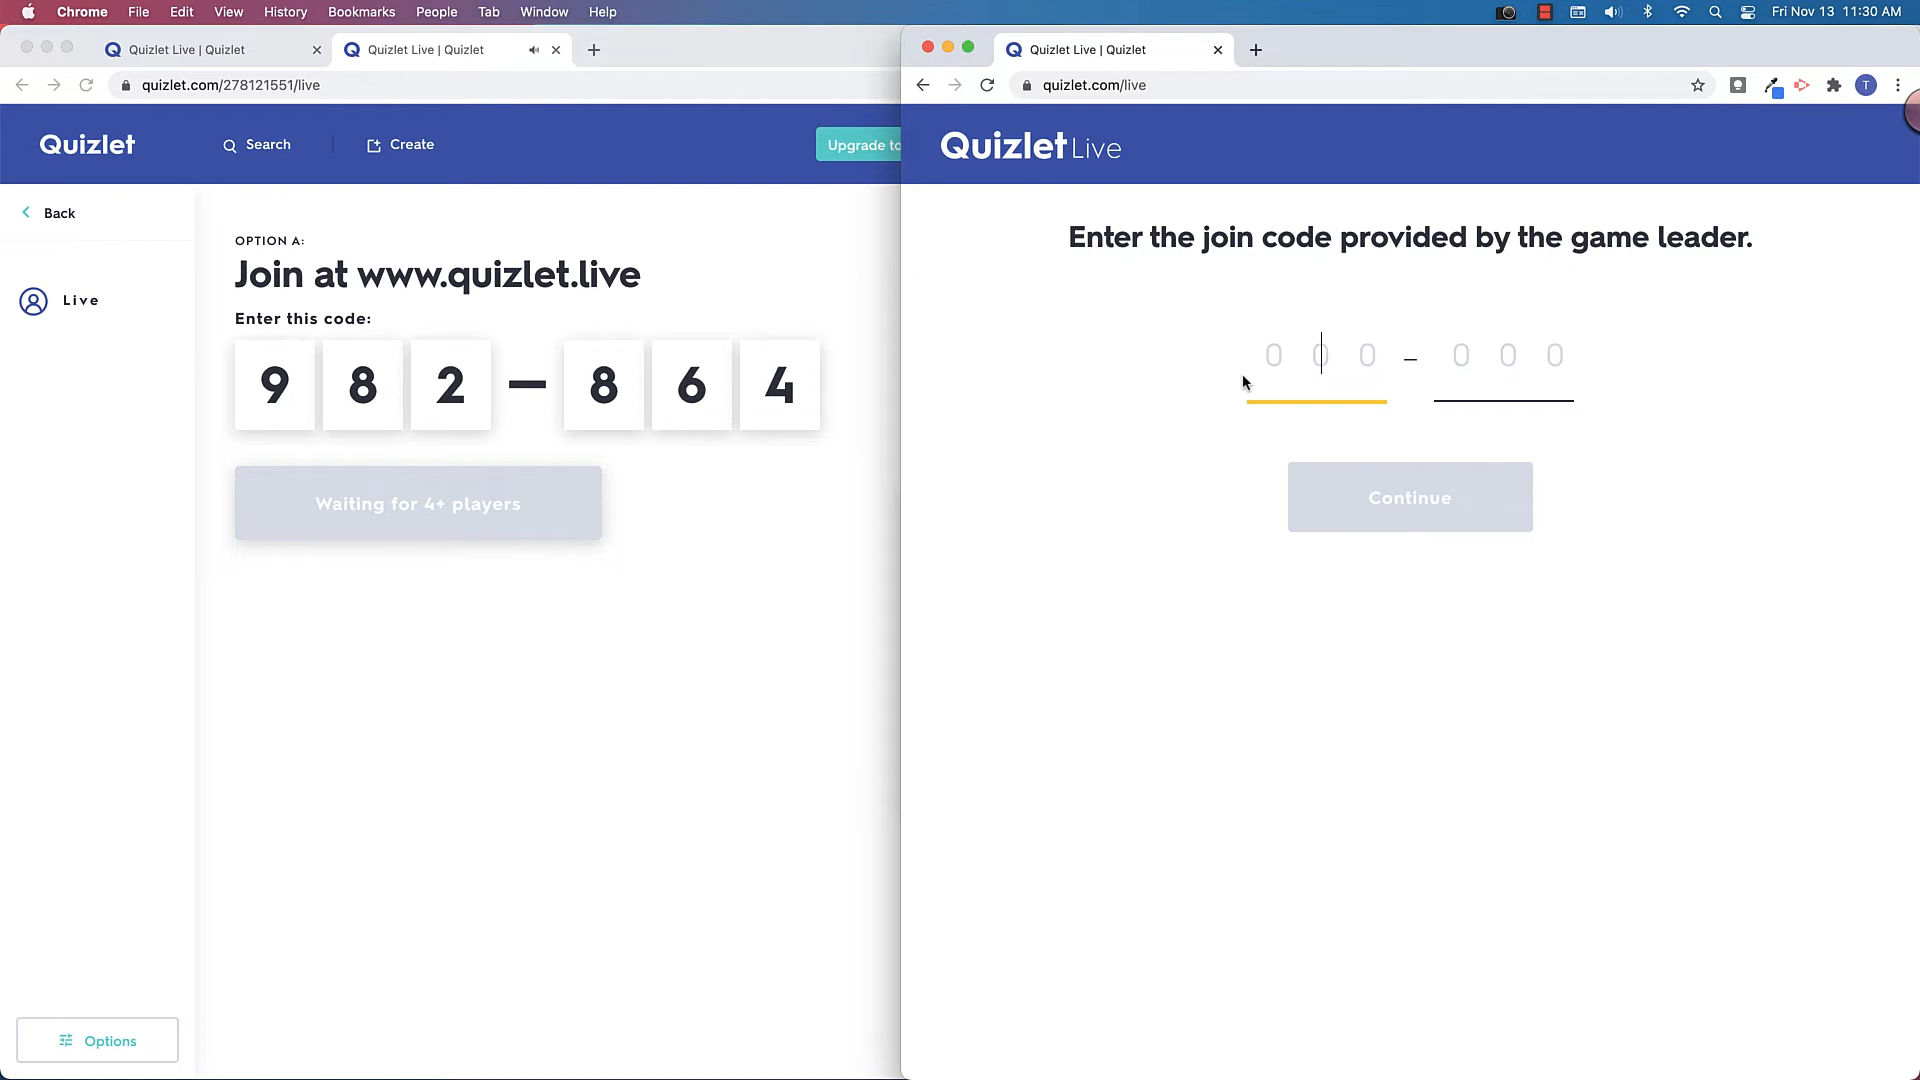 Chrome File Edit View History Bookmarks People Tab Window Help Fri Nov 13 11:30 AM
Quizlet Live | Quizlet
Quizlet Live | Quizlet
quizlet.com/278121551/live
Quizlet Search Create Upgrade to
Back
Live
OPTION A:
Join at www.quizlet.live
Enter this code:
9 8 2 – 8 6 4
Waiting for 4+ players
Options
Quizlet Live | Quizlet
quizlet.com/live
T
Quizlet Live
Enter the join code provided by the game leader.
0 0 0 – 0 0 0
Continue